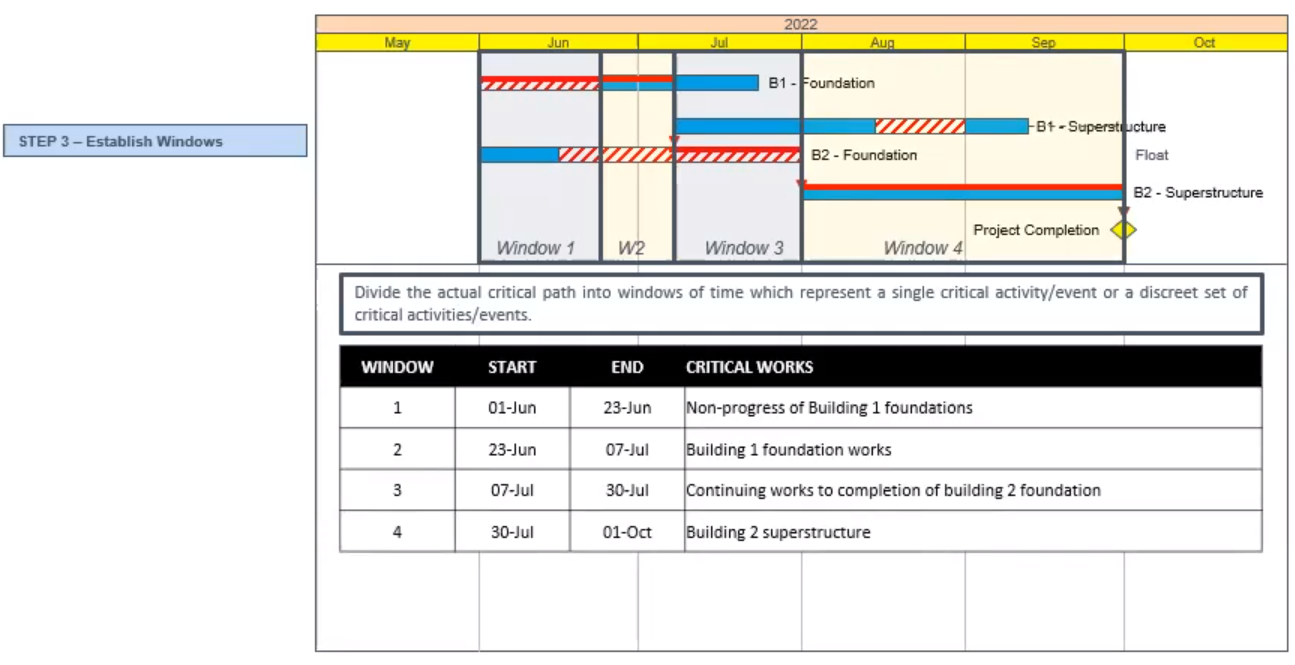 2022
May Jun Jul Aug Sep Oct
B1 - Foundation
STEP 3 – Establish Windows
B1 - Superstructure
B2 - Foundation
Float
B2 - Superstructure
Project Completion
Window 1 W2 Window 3 Window 4
Divide the actual critical path into windows of time which represent a single critical activity/event or a discreet set of
critical activities/events.
WINDOW START END CRITICAL WORKS
1 01-Jun 23-Jun Non-progress of Building 1 foundations
2 23-Jun 07-Jul Building 1 foundation works
3 07-Jul 30-Jul Continuing works to completion of building 2 foundation
4 30-Jul 01-Oct Building 2 superstructure